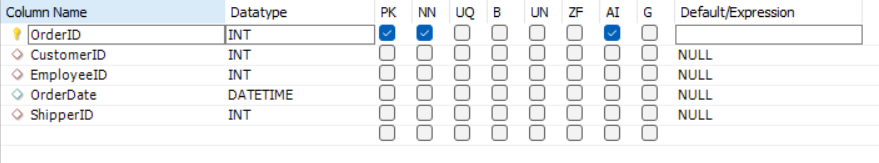 Column Name Datatype PK NN UQ B UN ZF AI G Default/Expression
OrderID INT
CustomerID INT NULL
EmployeeID INT NULL
OrderDate DATETIME NULL
ShipperID INT NULL